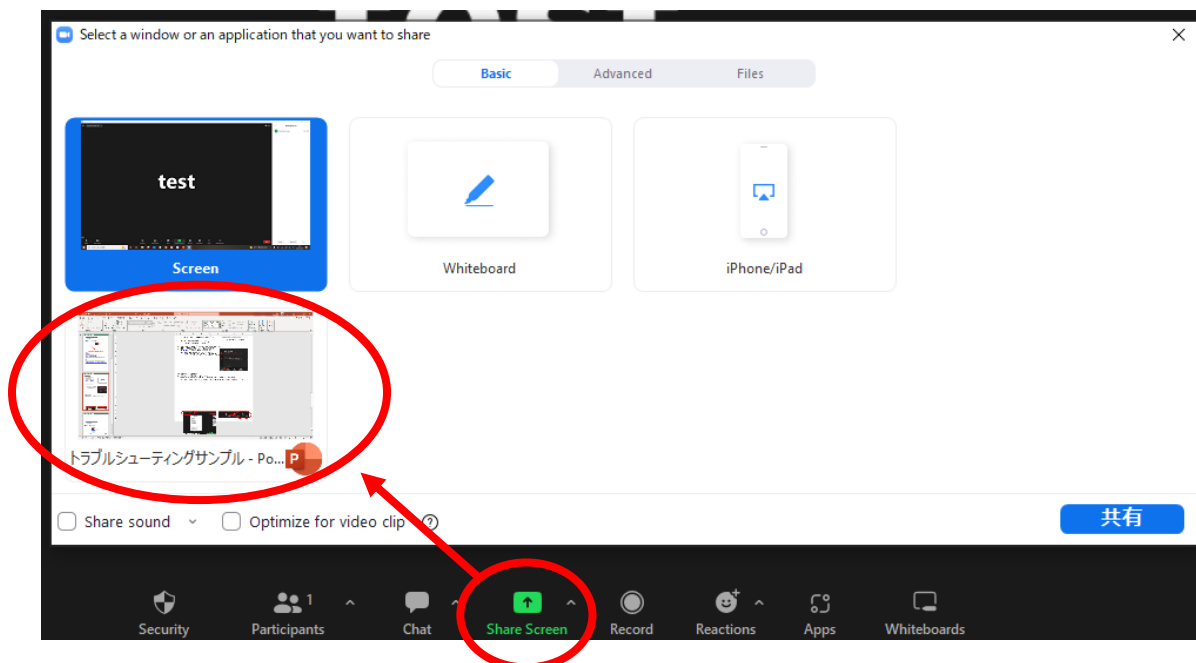 Select a window or an application that you want to share
Basic Advanced Files
test
Screen
Whiteboard
iPhone/iPad
トラブルシューティングサンプル - Po...
P
Share sound
Optimize for video clip
共有
1
Security
Participants
Chat
Share Screen
Record
Reactions
Apps
Whiteboards